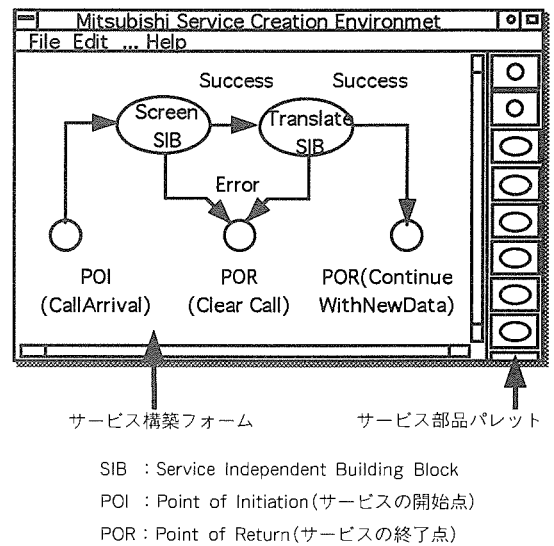 Mitsubishi Service Creation Environmet
File Edit ... Help
Success Success
Screen SIB
Translate SIB
Error
POI (CallArrival)
POR (Clear Call)
POR(Continue WithNewData)
サービス構築フォーム
サービス部品パレット
SIB : Service Independent Building Block
POI : Point of Initiation(サービスの開始点)
POR : Point of Return(サービスの終了点)